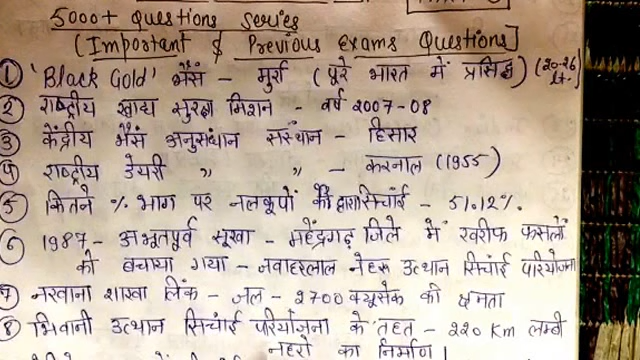 5000+ Questions Series
(Important & Previous Exams Questions]
① 'Black Gold' भैंस - मुर्रा (पूरे भारत में प्रसिद्ध) (20-26 lt.)
② राष्ट्रीय खाद्य सुरक्षा मिशन - वर्ष 2007-08
③ केंद्रीय भैंस अनुसंधान संस्थान - हिसार
④ राष्ट्रीय डेयरी " " - करनाल (1955)
⑤ कितने % भाग पर नलकूपों की द्वारा सिंचाई - 51.12%.
⑥ 1987 - अभूतपूर्व सूखा - महेंद्रगढ़ जिले में खरीफ फसलों
को बचाया गया - जवाहरलाल नेहरू उत्थान सिंचाई परियोजना
⑦ नरवाना शाखा लिंक - जल - 2700 क्यूसेक की क्षमता
⑧ भिवानी उत्थान सिंचाई परियोजना के तहत - 220 Km लम्बी
नहरों का निर्माण।